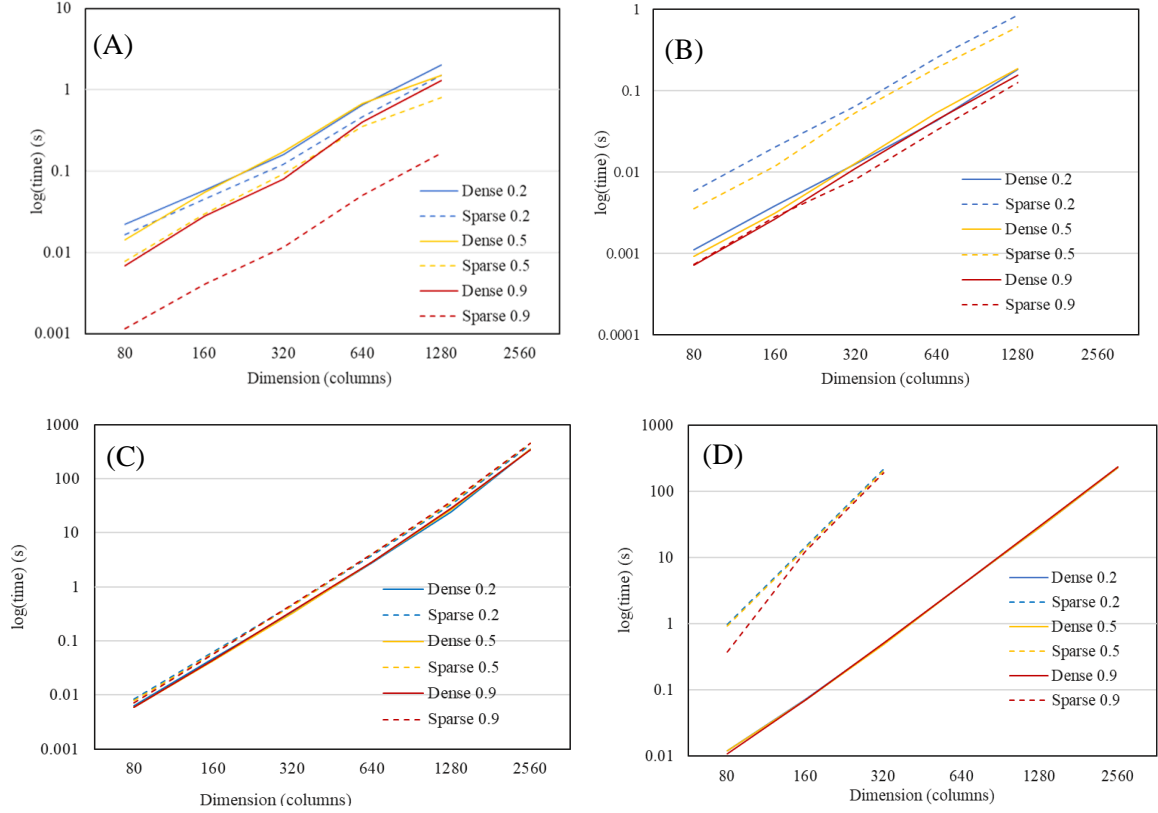 (A)
10
1
0.1
0.01
0.001
log(time) (s)
80 160 320 640 1280 2560
Dimension (columns)
Dense 0.2
Sparse 0.2
Dense 0.5
Sparse 0.5
Dense 0.9
Sparse 0.9
(B)
1
0.1
0.01
0.001
0.0001
log(time) (s)
80 160 320 640 1280 2560
Dimension (columns)
Dense 0.2
Sparse 0.2
Dense 0.5
Sparse 0.5
Dense 0.9
Sparse 0.9
(C)
1000
100
10
1
0.1
0.01
0.001
log(time) (s)
80 160 320 640 1280 2560
Dimension (columns)
Dense 0.2
Sparse 0.2
Dense 0.5
Sparse 0.5
Dense 0.9
Sparse 0.9
(D)
1000
100
10
1
0.1
0.01
log(time) (s)
80 160 320 640 1280 2560
Dimension (columns)
Dense 0.2
Sparse 0.2
Dense 0.5
Sparse 0.5
Dense 0.9
Sparse 0.9